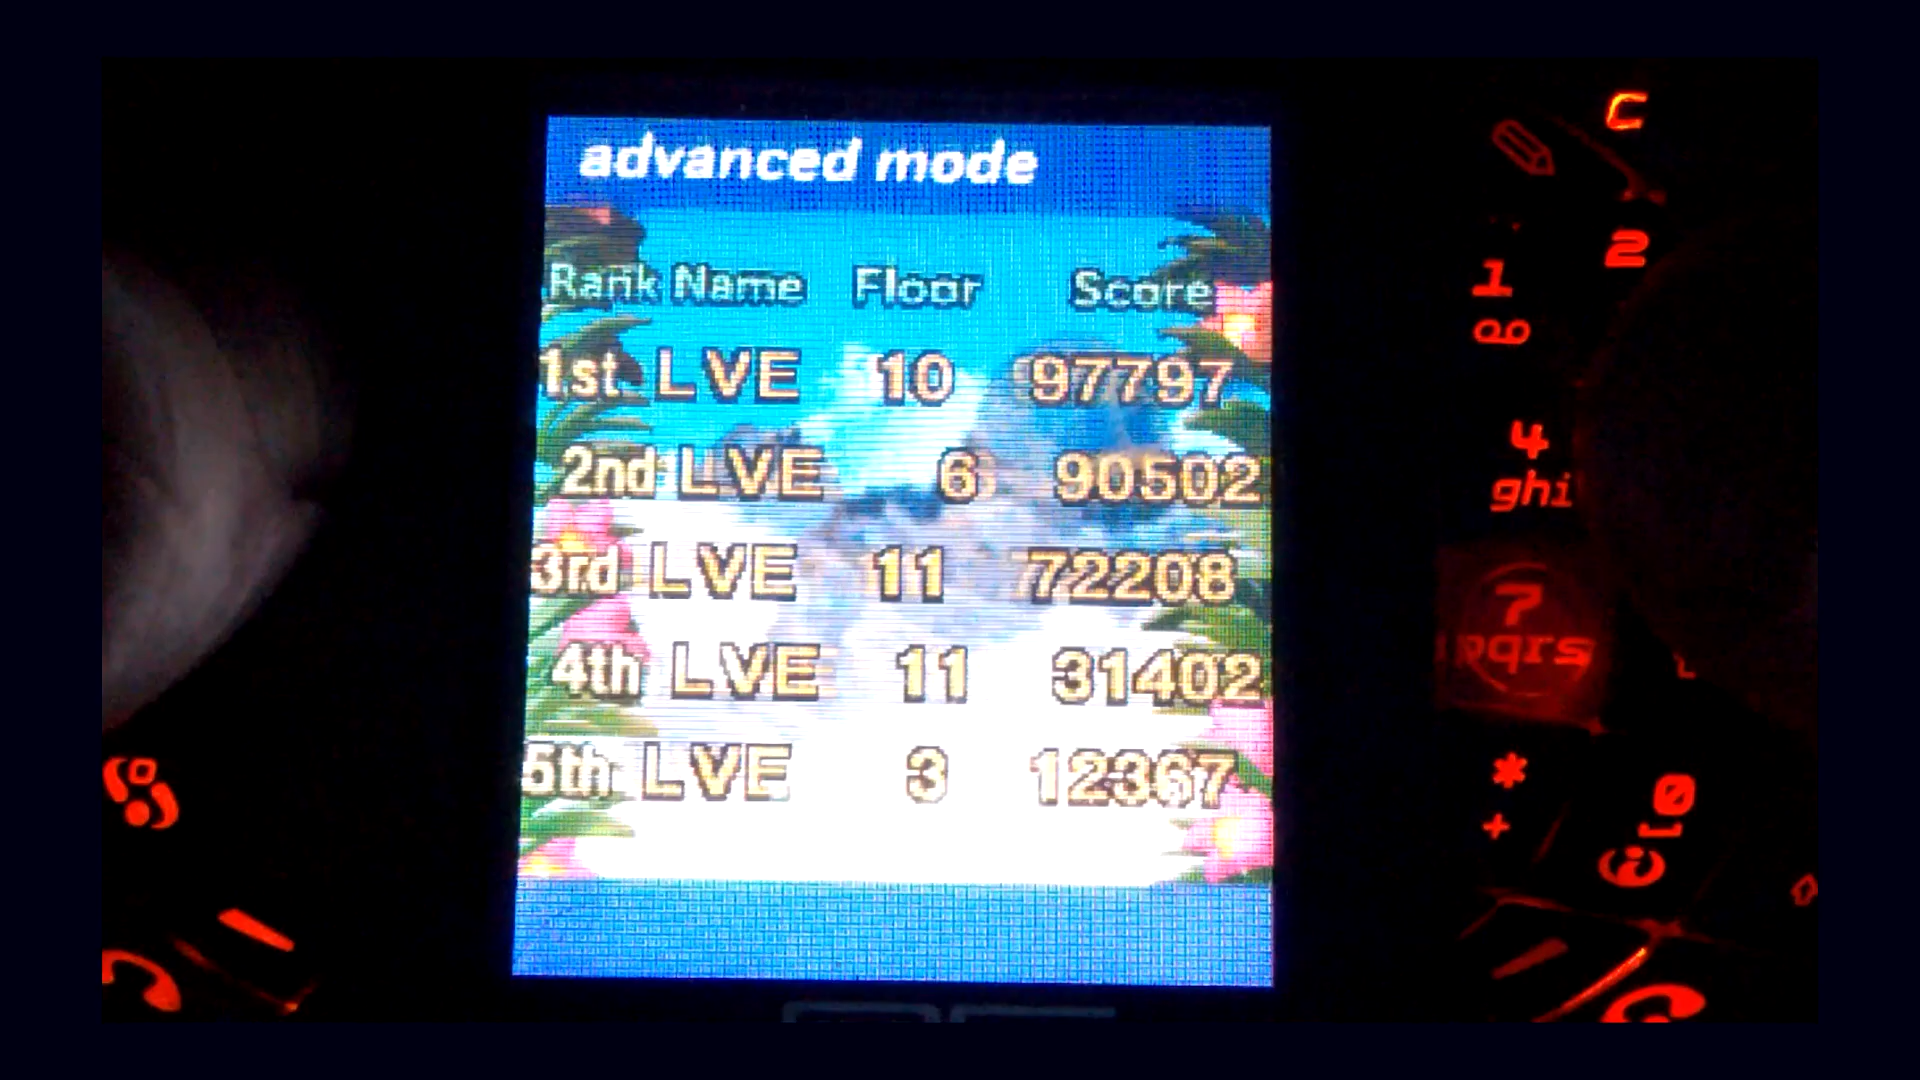 advanced mode
Rank Name Floor Score
1st LVE 10 97797
2nd LVE 6 90502
3rd LVE 11 72208
4th LVE 11 31402
5th LVE 3 12367
C
2
1
4
ghi
7
pqrs
*
+
0